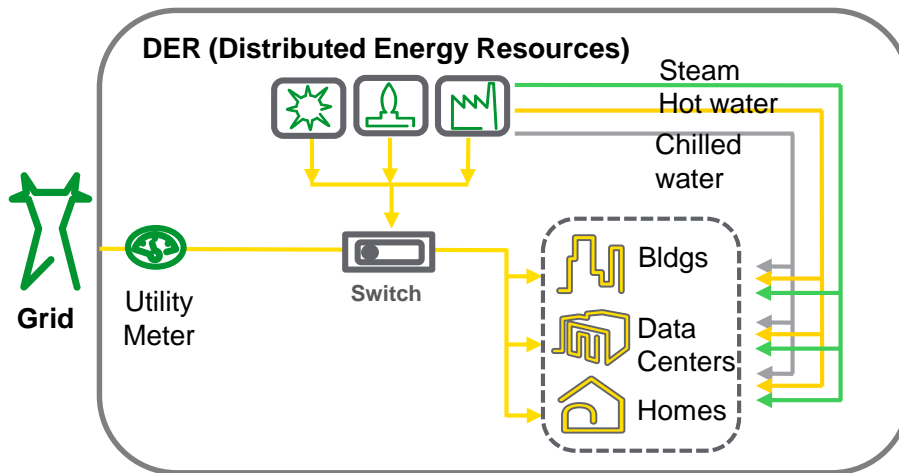 DER (Distributed Energy Resources)
Steam
Hot water
Chilled
water
Grid
Utility
Meter
Switch
Bldgs
Data
Centers
Homes